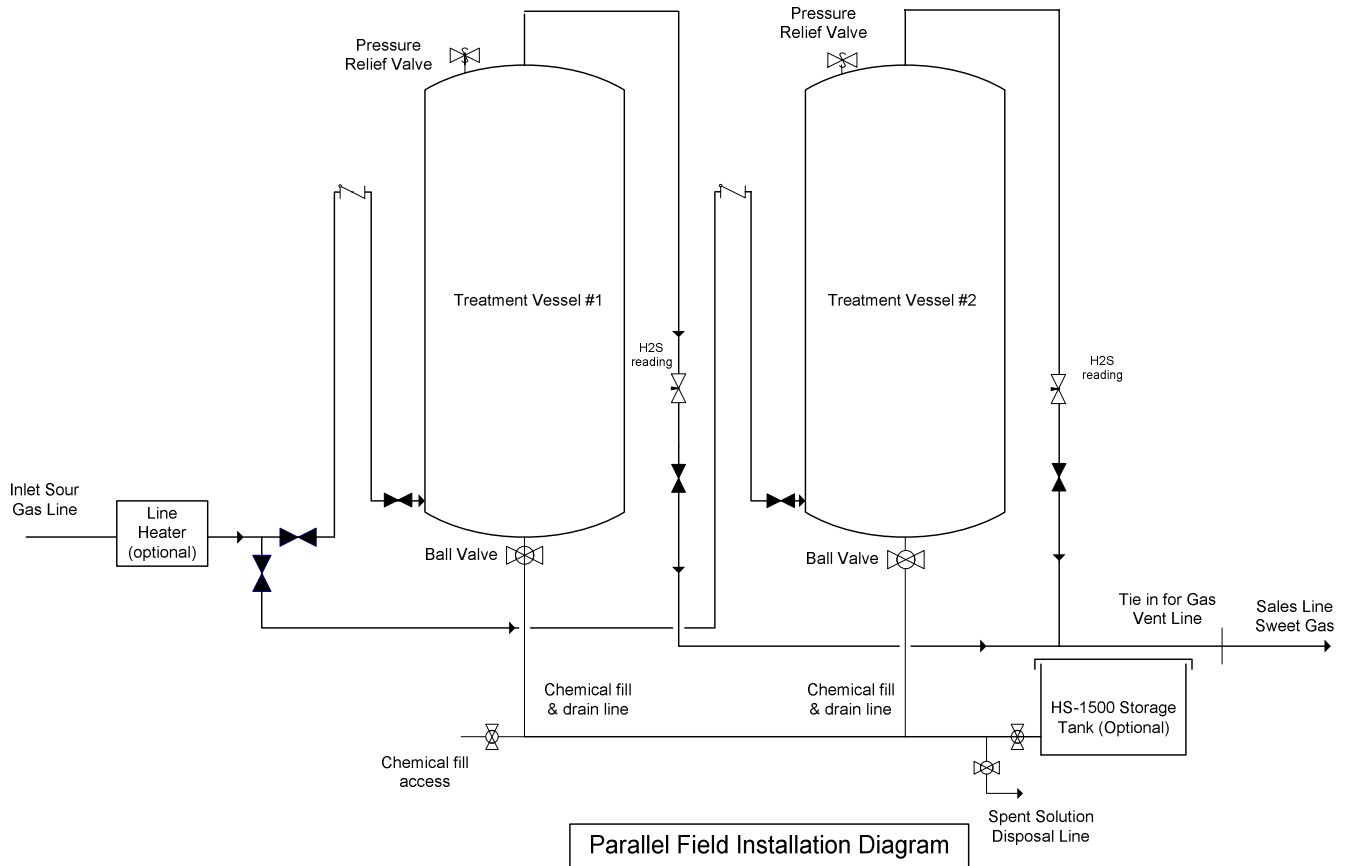 Pressure
Relief Valve
Pressure
Relief Valve
Treatment Vessel #1
Treatment Vessel #2
H2S
reading
H2S
reading
Inlet Sour
Gas Line
Line
Heater
(optional)
Ball Valve
Ball Valve
Tie in for Gas
Vent Line
Sales Line
Sweet Gas
Chemical fill
& drain line
Chemical fill
& drain line
HS-1500 Storage
Tank (Optional)
Chemical fill
access
Spent Solution
Disposal Line
Parallel Field Installation Diagram